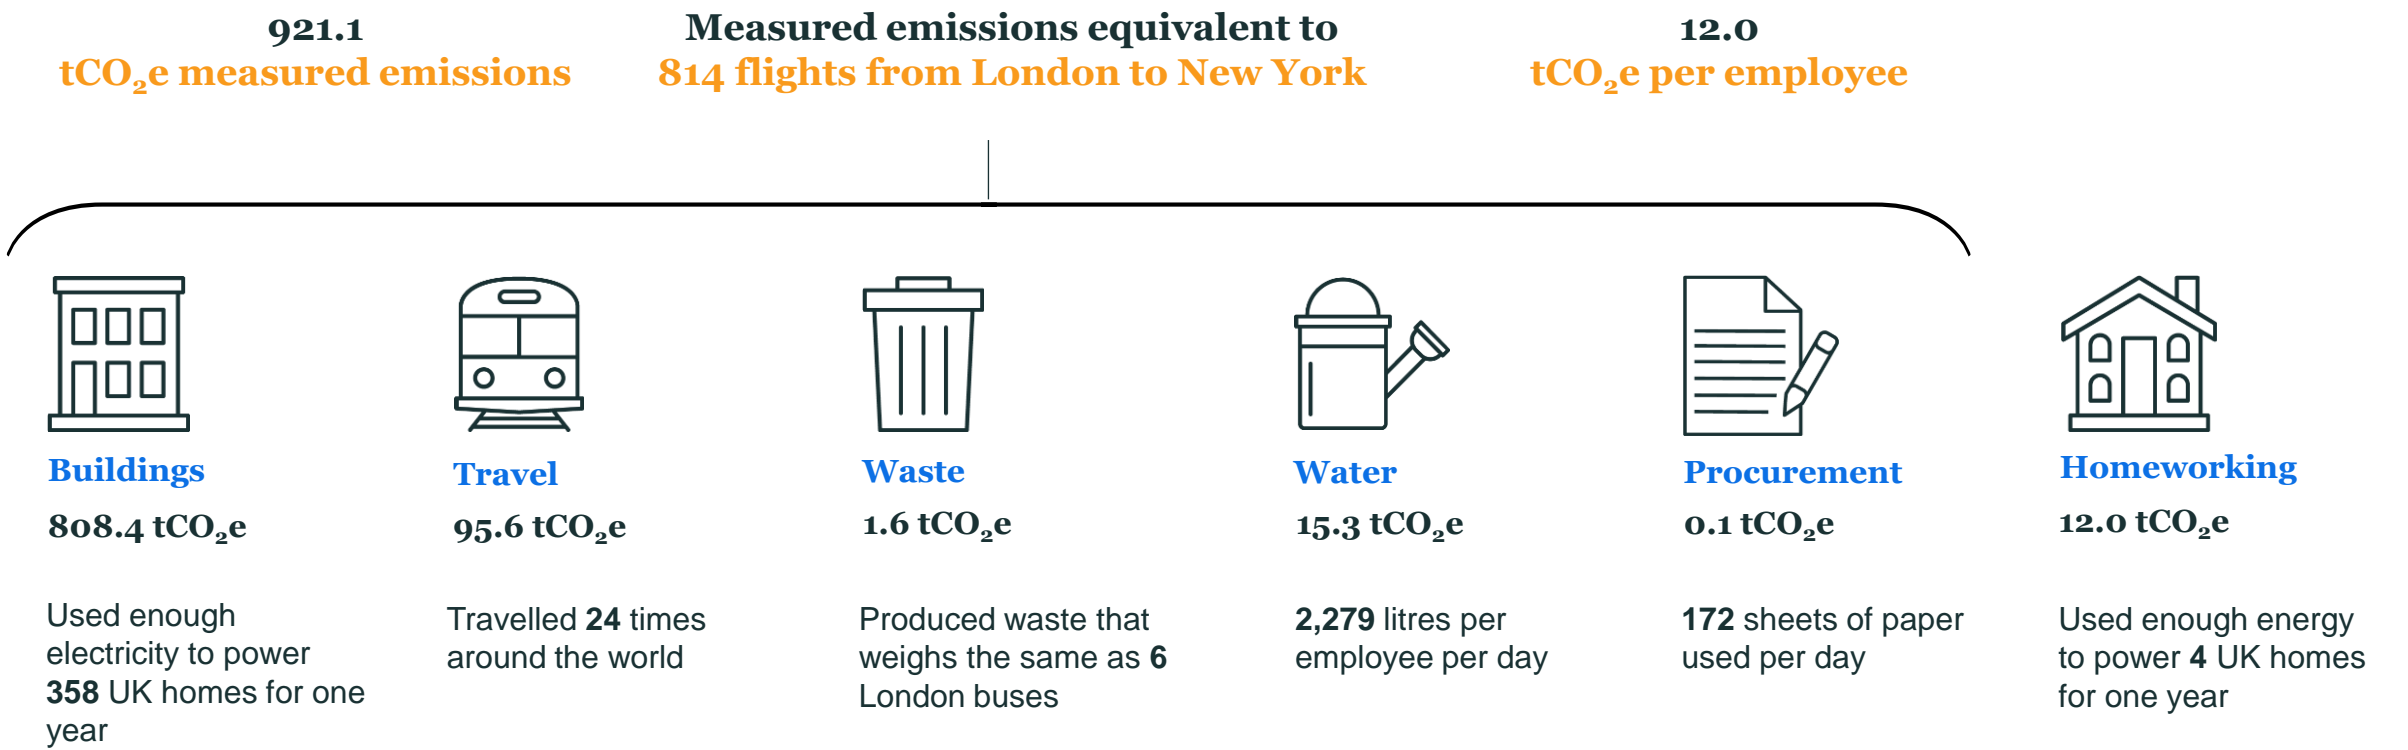 921.1
tCO₂e measured emissions
Measured emissions equivalent to
814 flights from London to New York
12.0
tCO₂e per employee
Buildings
808.4 tCO₂e
Used enough
electricity to power
358 UK homes for one
year
Travel
95.6 tCO₂e
Travelled 24 times
around the world
Waste
1.6 tCO₂e
Produced waste that
weighs the same as 6
London buses
Water
15.3 tCO₂e
2,279 litres per
employee per day
Procurement
0.1 tCO₂e
172 sheets of paper
used per day
Homeworking
12.0 tCO₂e
Used enough energy
to power 4 UK homes
for one year